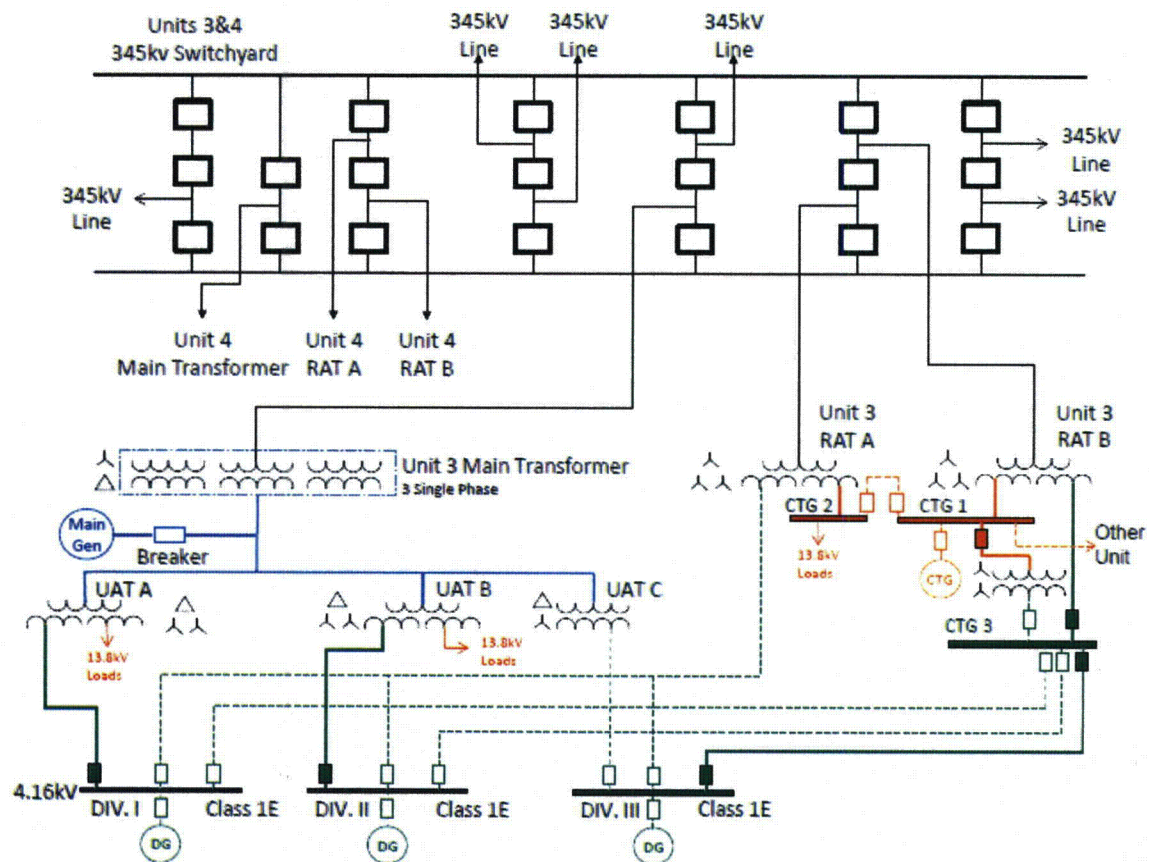 Units 3&4
345kv Switchyard
345kV
Line
345kV
Line
345kV
Line
345kV
Line
345kV
Line
345kV
Line
Unit 4
Main Transformer
Unit 4
RAT A
Unit 4
RAT B
Unit 3
RAT A
Unit 3
RAT B
Unit 3 Main Transformer
3 Single Phase
CTG 2
CTG 1
Main
Gen
Breaker
13.8kV
Loads
CTG
Other
Unit
UAT A
UAT B
UAT C
CTG 3
13.8kV
Loads
13.8kV
Loads
4.16kV
DIV. I
Class 1E
DIV. II
Class 1E
DIV. III
Class 1E
DG
DG
DG